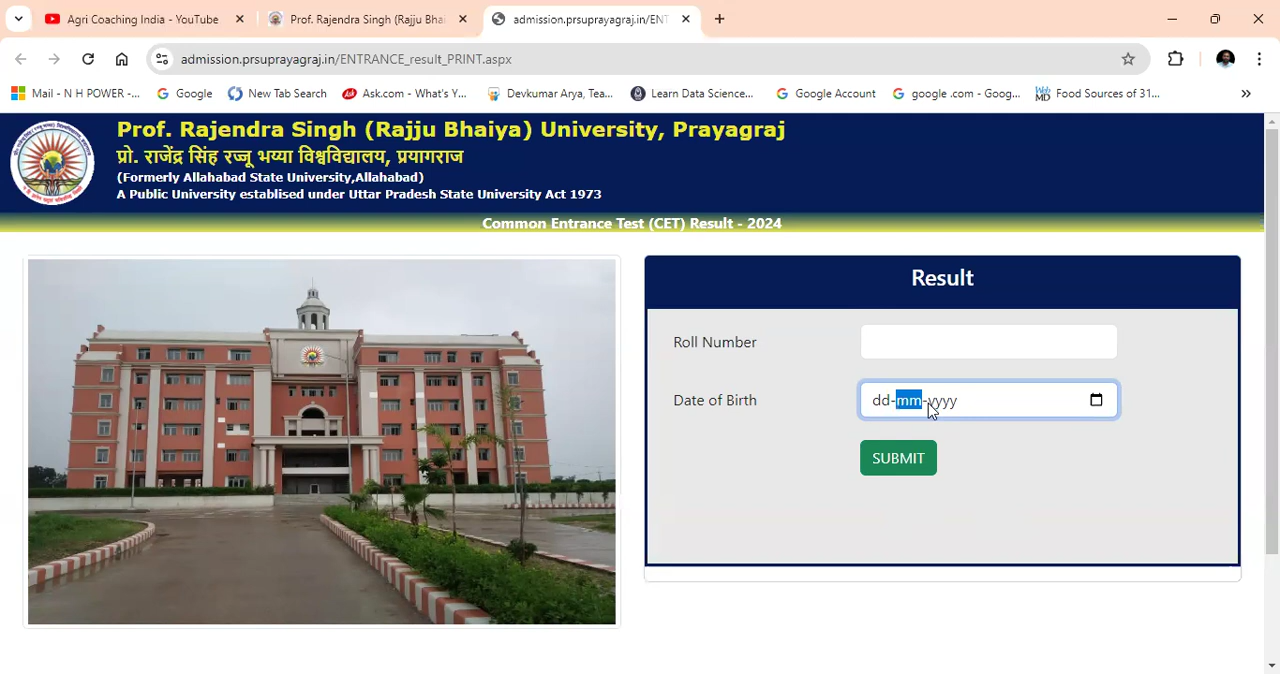 Agri Coaching India - YouTube
Prof. Rajendra Singh (Rajju Bhai
admission.prsuprayagraj.in/ENT
admission.prsuprayagraj.in/ENTRANCE_result_PRINT.aspx
Mail - N H POWER -...
Google
New Tab Search
Ask.com - What's Y...
Devkumar Arya, Tea...
Learn Data Science...
Google Account
google .com - Goog...
Food Sources of 31...
Prof. Rajendra Singh (Rajju Bhaiya) University, Prayagraj
प्रो. राजेंद्र सिंह रज्जू भय्या विश्वविद्यालय, प्रयागराज
(Formerly Allahabad State University,Allahabad)
A Public University establised under Uttar Pradesh State University Act 1973
Common Entrance Test (CET) Result - 2024
Result
Roll Number
Date of Birth
dd-mm-yyyy
SUBMIT